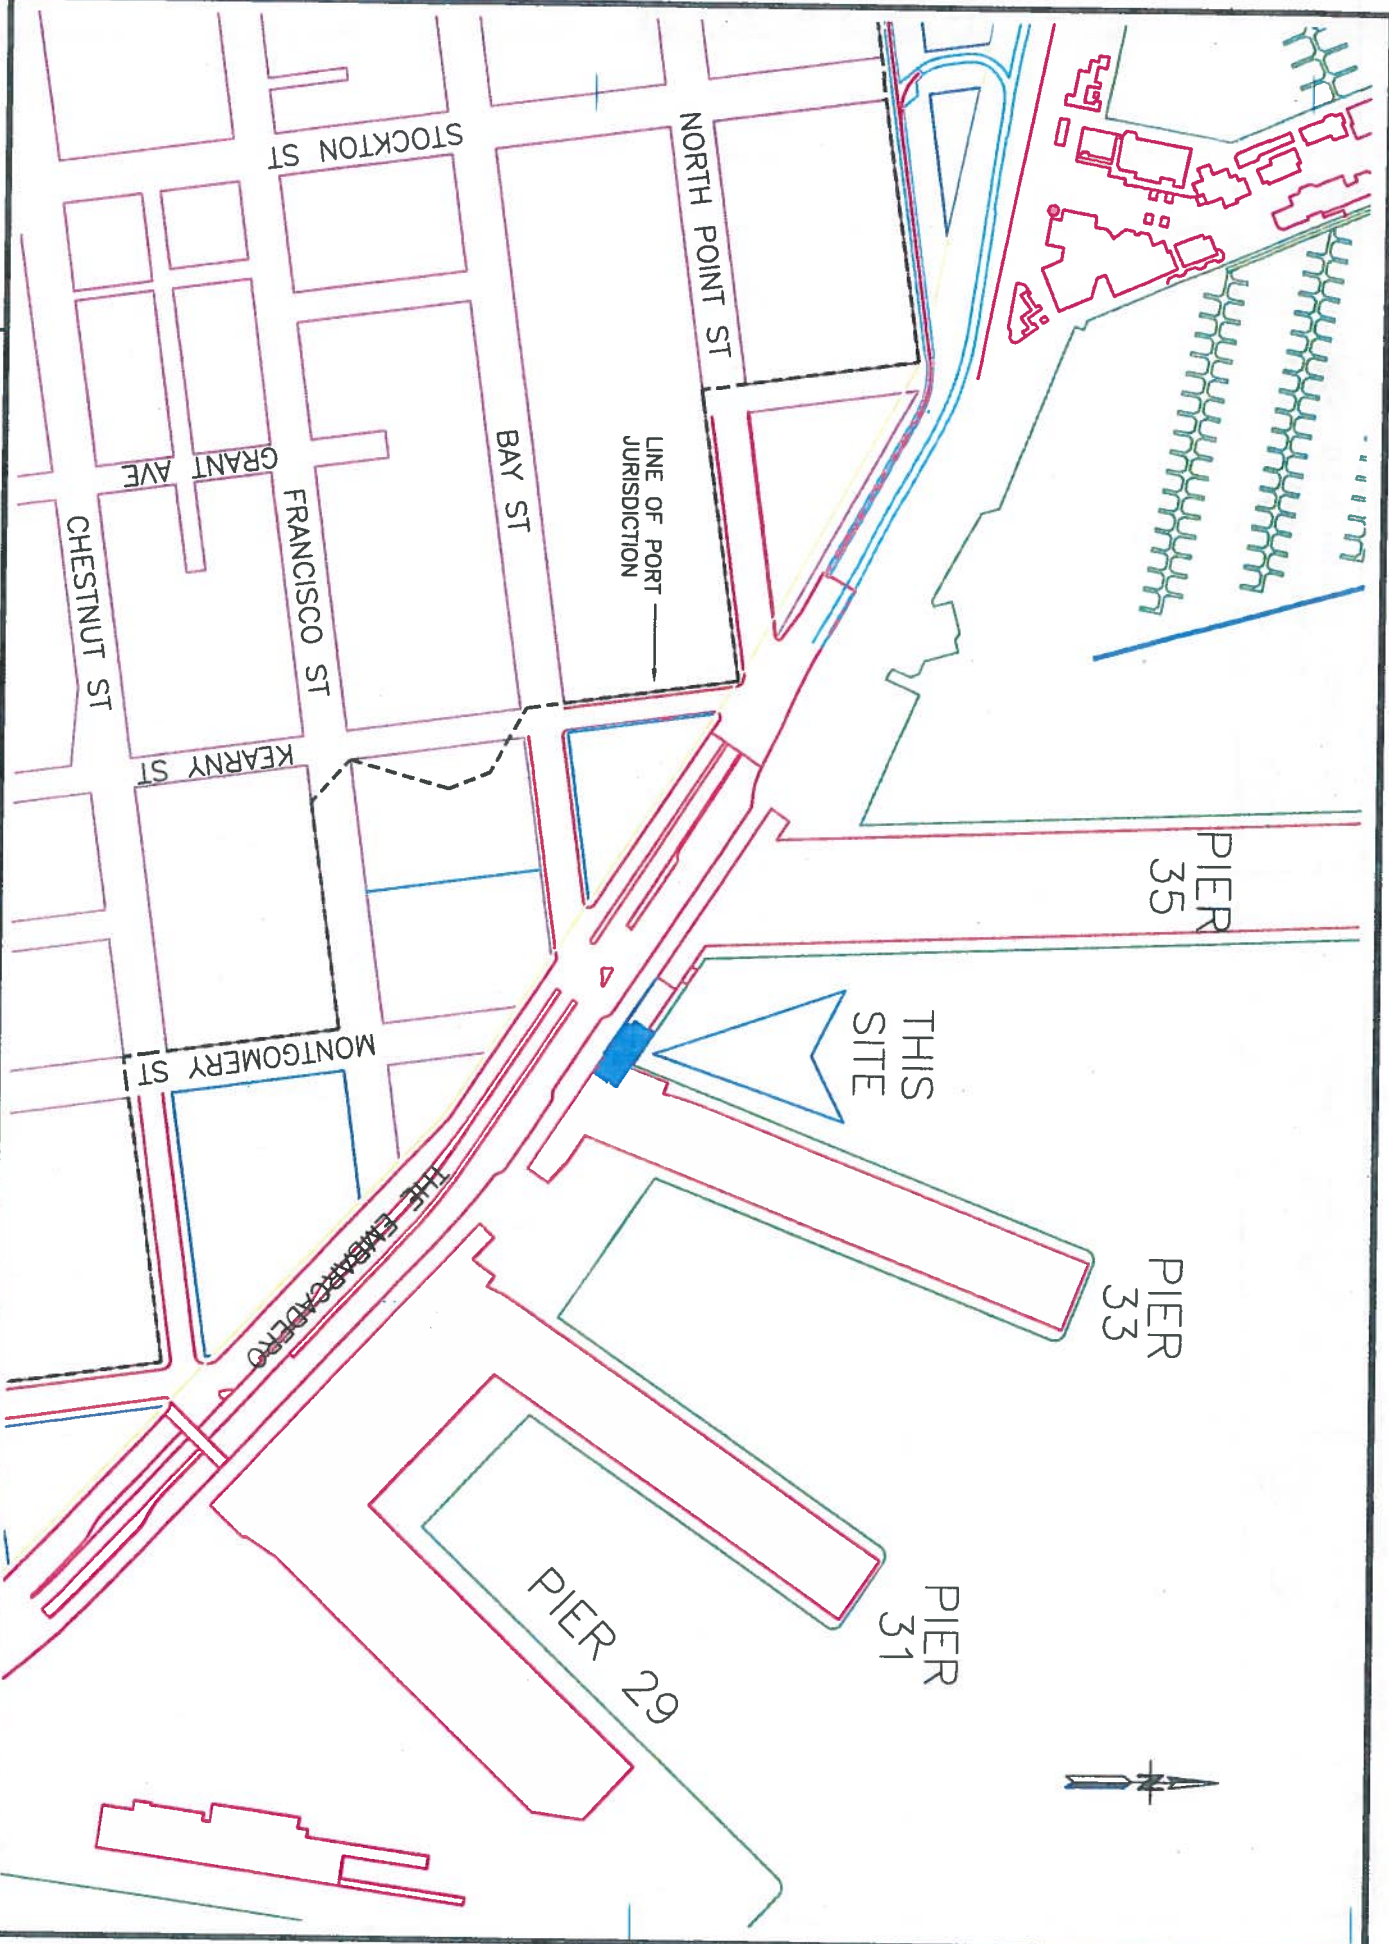 STOCKTON ST
NORTH POINT ST
GRANT AVE
BAY ST
LINE OF PORT
JURISDICTION
FRANCISCO ST
CHESTNUT ST
KEARNY ST
MONTGOMERY ST
THE EMBARCADERO
THIS
SITE
PIER
35
PIER
33
PIER
31
PIER 29
N